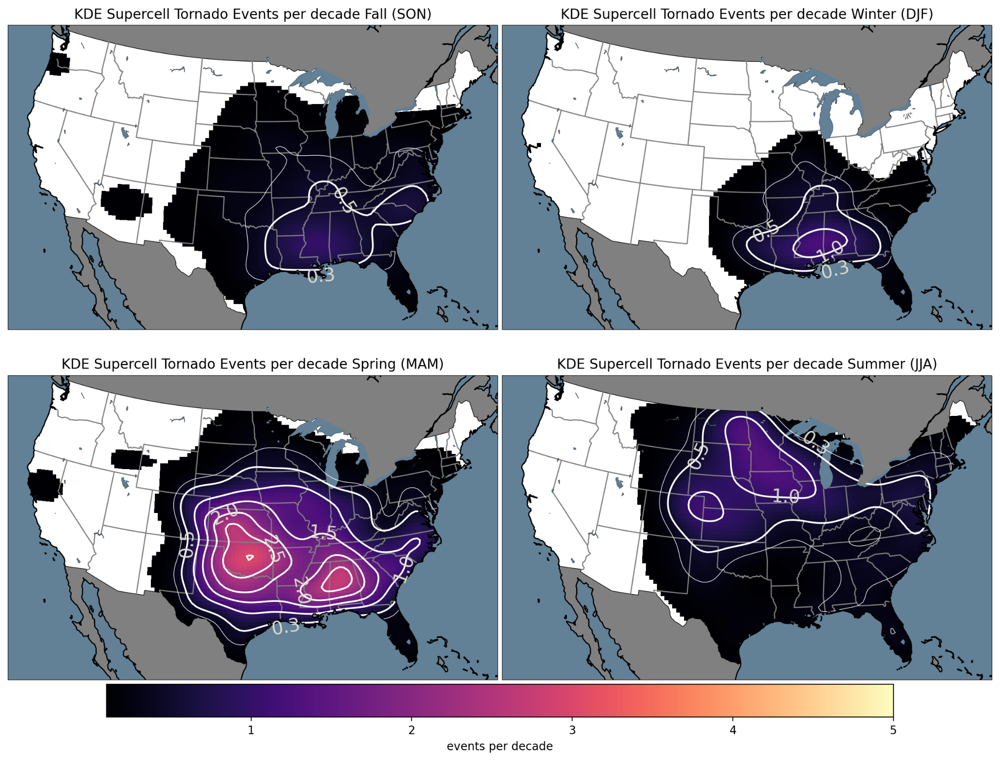 KDE Supercell Tornado Events per decade Fall (SON)
KDE Supercell Tornado Events per decade Winter (DJF)
0.5
0.3
0.5
1.0
0.3
KDE Supercell Tornado Events per decade Spring (MAM)
KDE Supercell Tornado Events per decade Summer (JJA)
2.0
1.5
0.5
2.5
1.0
2.0
0.3
0.3
0.5
1.0
1 2 3 4 5
events per decade